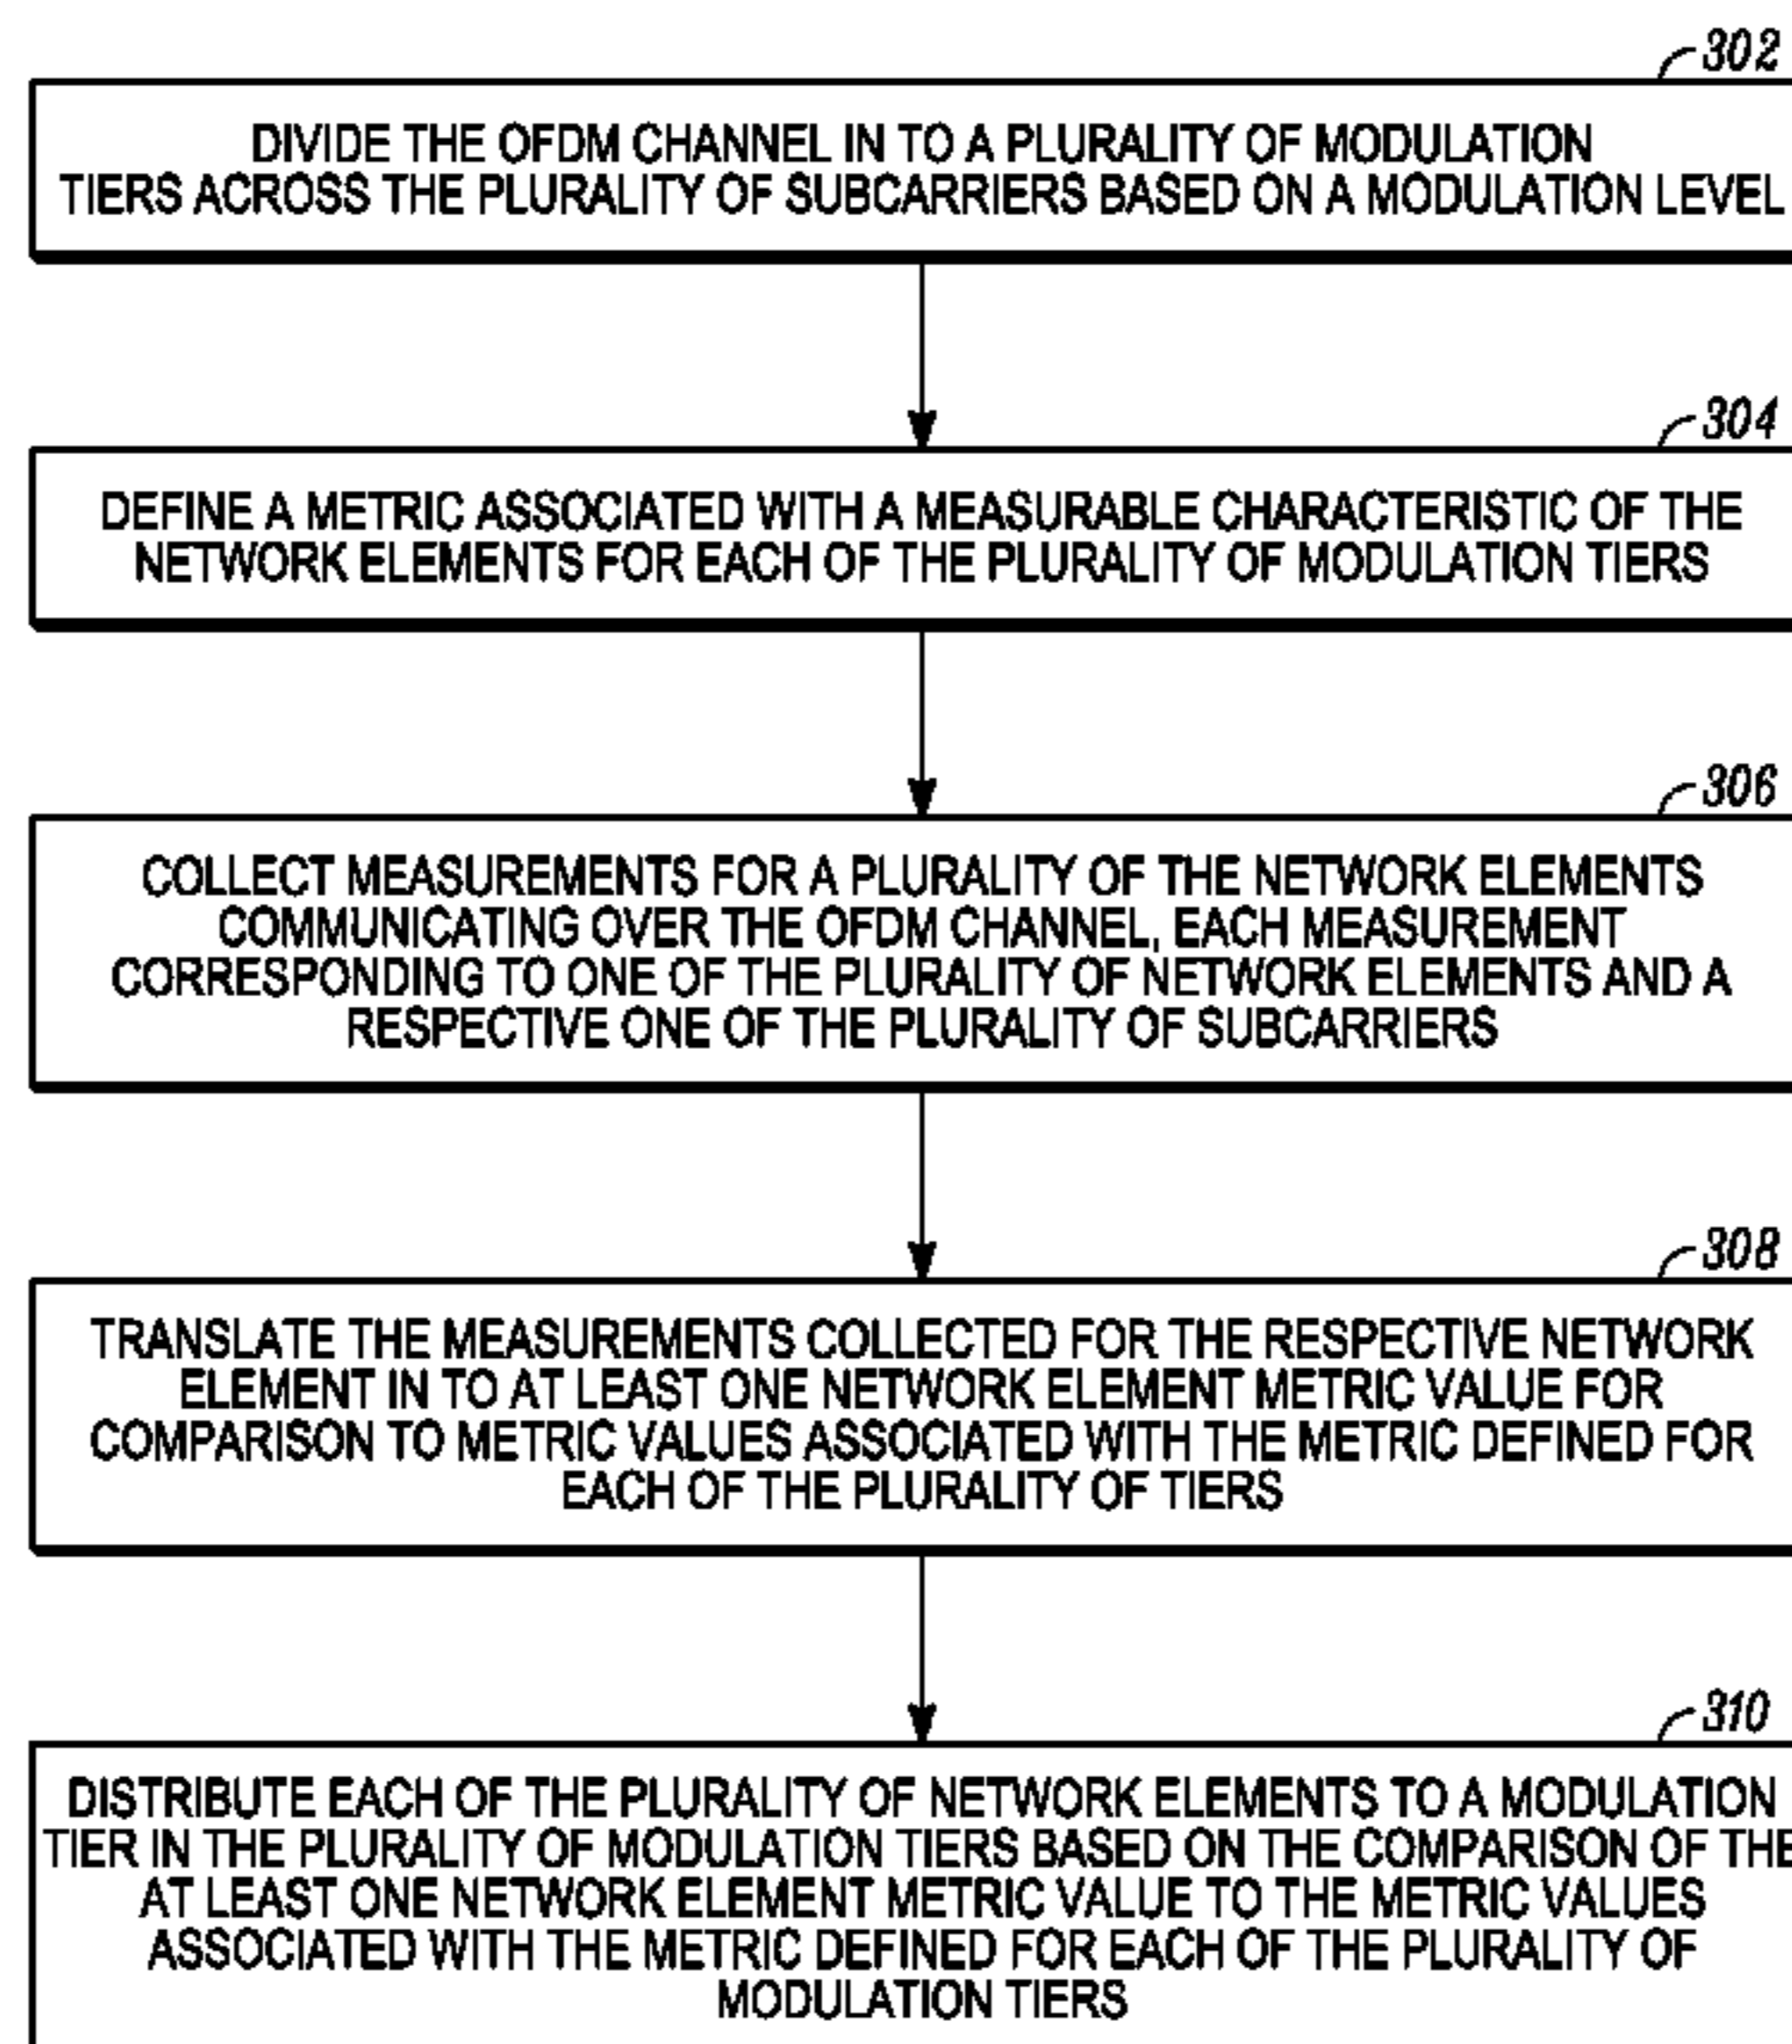 302
DIVIDE THE OFDM CHANNEL IN TO A PLURALITY OF MODULATION
TIERS ACROSS THE PLURALITY OF SUBCARRIERS BASED ON A MODULATION LEVEL
304
DEFINE A METRIC ASSOCIATED WITH A MEASURABLE CHARACTERISTIC OF THE
NETWORK ELEMENTS FOR EACH OF THE PLURALITY OF MODULATION TIERS
306
COLLECT MEASUREMENTS FOR A PLURALITY OF THE NETWORK ELEMENTS
COMMUNICATING OVER THE OFDM CHANNEL, EACH MEASUREMENT
CORRESPONDING TO ONE OF THE PLURALITY OF NETWORK ELEMENTS AND A
RESPECTIVE ONE OF THE PLURALITY OF SUBCARRIERS
308
TRANSLATE THE MEASUREMENTS COLLECTED FOR THE RESPECTIVE NETWORK
ELEMENT IN TO AT LEAST ONE NETWORK ELEMENT METRIC VALUE FOR
COMPARISON TO METRIC VALUES ASSOCIATED WITH THE METRIC DEFINED FOR
EACH OF THE PLURALITY OF TIERS
310
DISTRIBUTE EACH OF THE PLURALITY OF NETWORK ELEMENTS TO A MODULATION
TIER IN THE PLURALITY OF MODULATION TIERS BASED ON THE COMPARISON OF THE
AT LEAST ONE NETWORK ELEMENT METRIC VALUE TO THE METRIC VALUES
ASSOCIATED WITH THE METRIC DEFINED FOR EACH OF THE PLURALITY OF
MODULATION TIERS